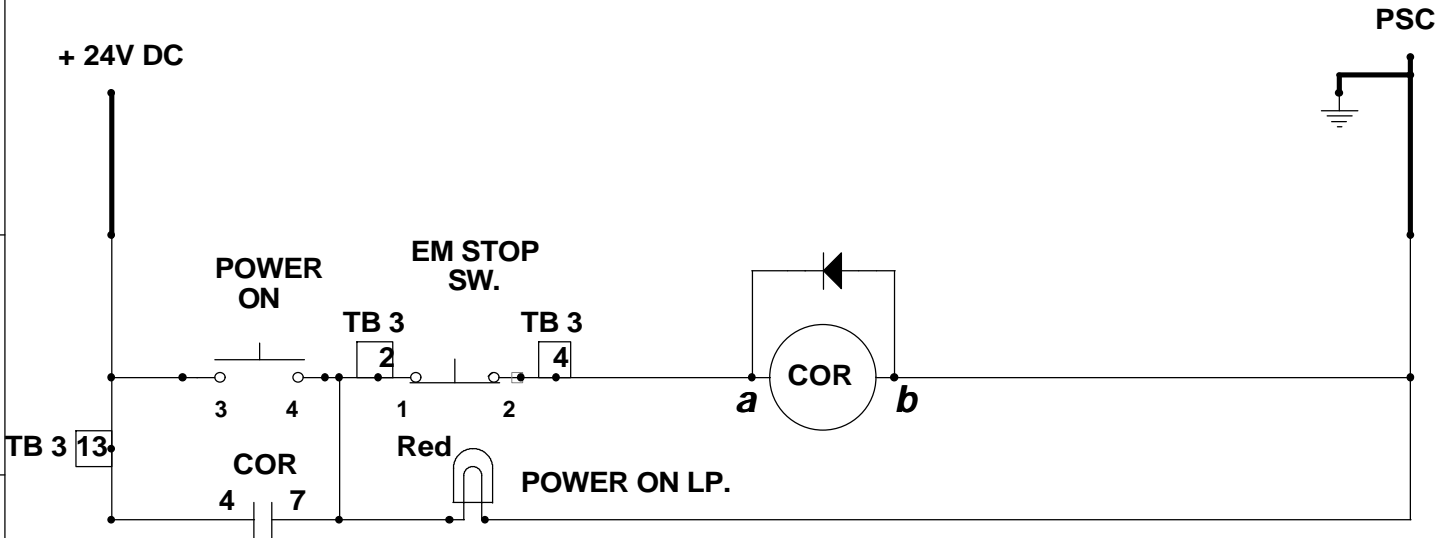 PSC
+ 24V DC
POWER
ON
EM STOP
SW.
TB 3
2
TB 3
4
COR
a
b
3
4
1
2
TB 3 13
COR
4
7
Red
POWER ON LP.